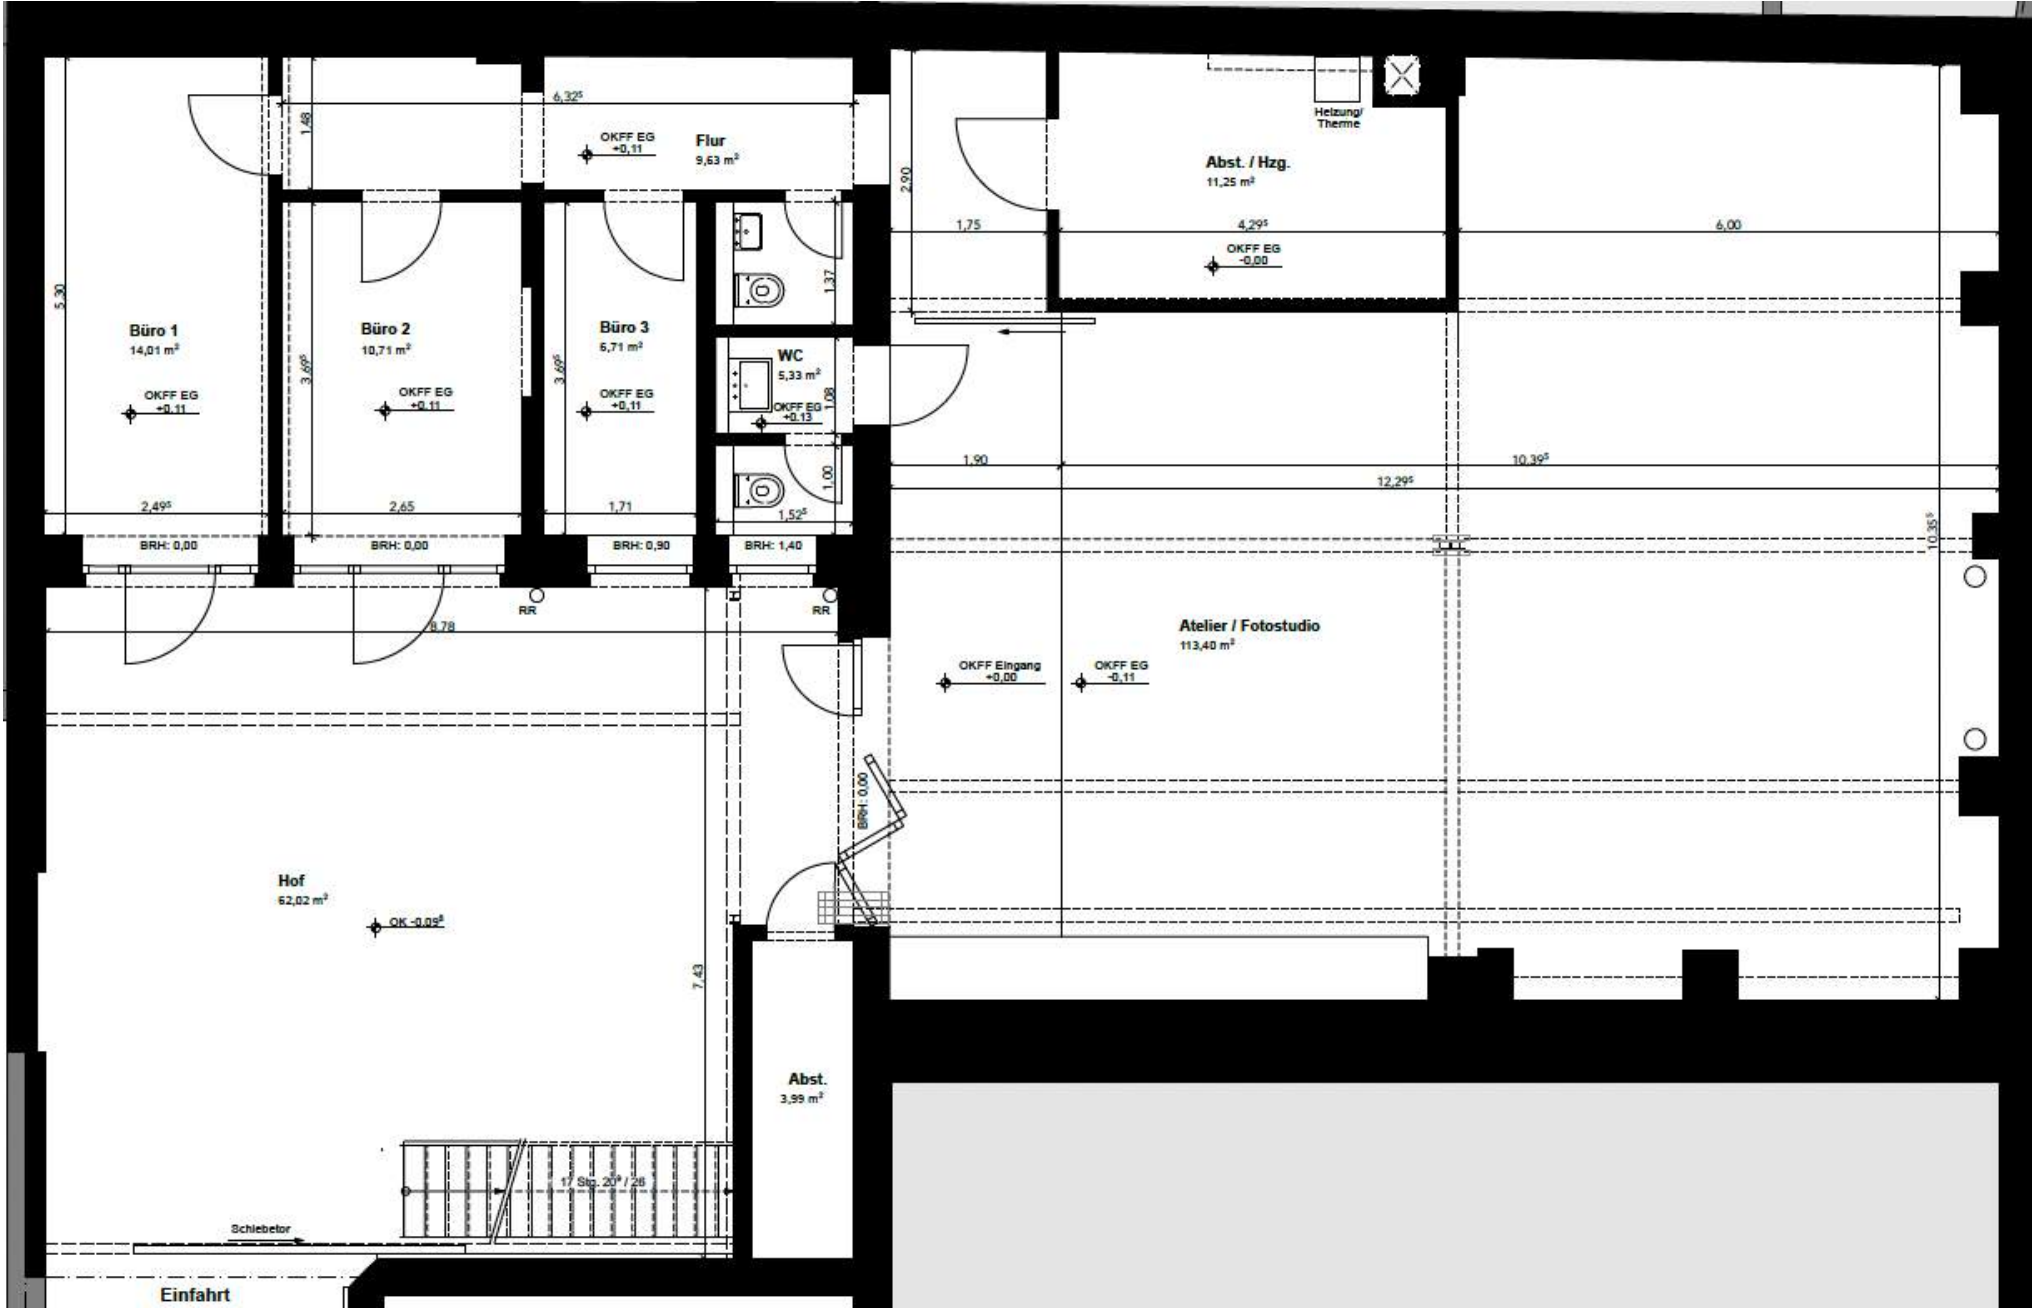 6,32⁵
1,48
OKFF EG
+0,11
Flur
9,63 m²
Heizung/
Therme
Abst. / Hzg.
11,25 m²
2,90
1,75
4,29⁵
6,00
OKFF EG
-0,00
5,30
1,37
Büro 1
14,01 m²
Büro 2
10,71 m²
Büro 3
6,71 m²
WC
5,33 m²
3,69⁵
3,69⁵
OKFF EG
+0,11
OKFF EG
+0,11
OKFF EG
+0,11
OKFF EG
+0,13
1,08
1,90
10,39⁵
12,29⁵
1,00
2,49⁵
2,65
1,71
1,52⁵
10,35⁵
BRH: 0,00
BRH: 0,00
BRH: 0,90
BRH: 1,40
RR
RR
8,78
Atelier / Fotostudio
113,40 m²
OKFF Eingang
+0,00
OKFF EG
-0,11
BRH: 0,00
Hof
62,02 m²
OK -0,09⁸
7,43
Abst.
3,99 m²
17 Stg. 20⁹ / 26
Schiebetor
Einfahrt